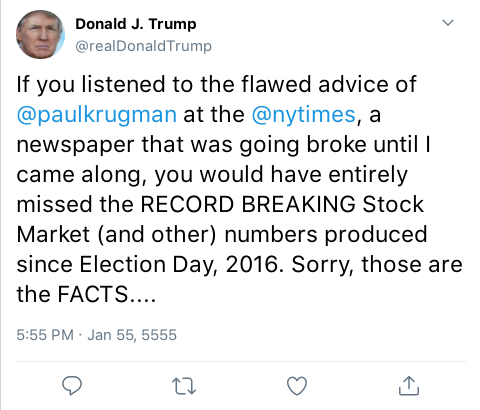 Donald J. Trump
@realDonaldTrump
If you listened to the flawed advice of
@paulkrugman at the @nytimes, a
newspaper that was going broke until I
came along, you would have entirely
missed the RECORD BREAKING Stock
Market (and other) numbers produced
since Election Day, 2016. Sorry, those are
the FACTS....
5:55 PM · Jan 55, 5555